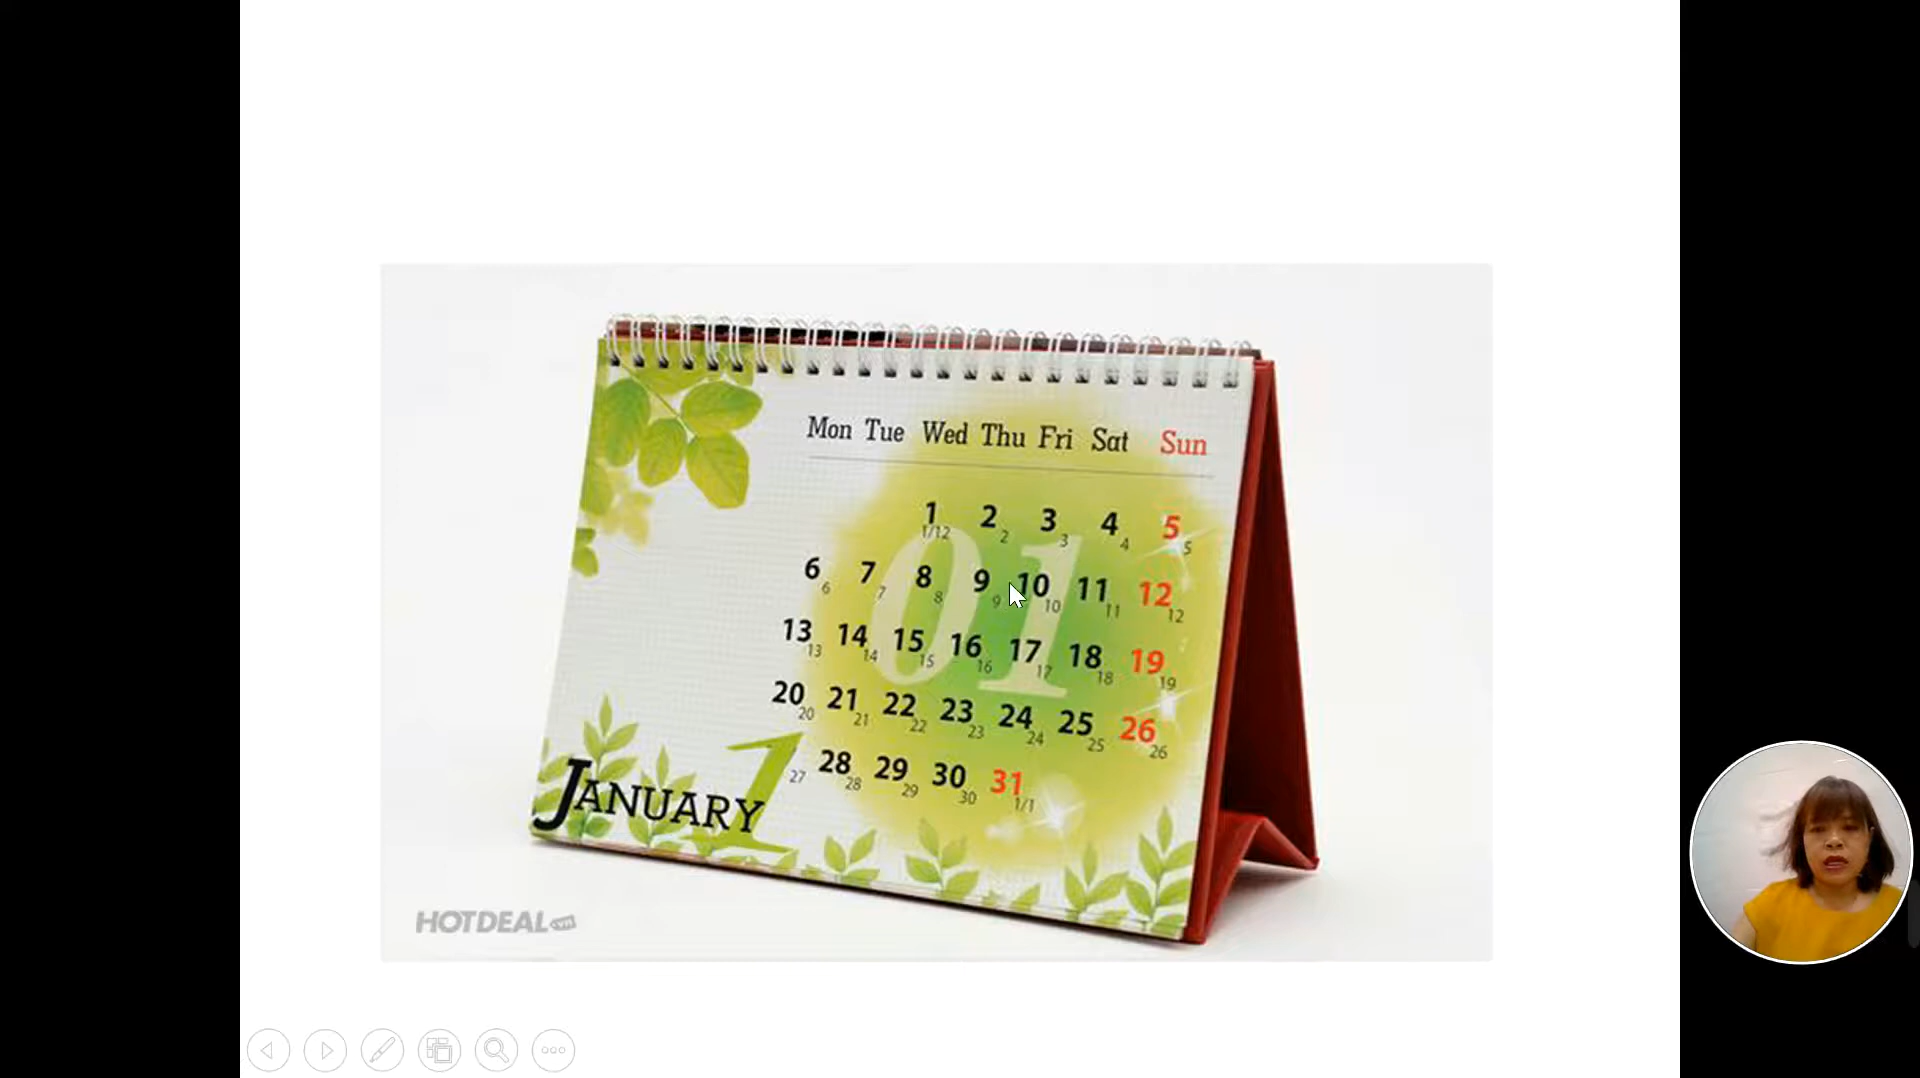 Mon Tue Wed Thu Fri Sat Sun
01
1 2 3 4 5
1/12 2 3 4 5
6 7 8 9 10 11 12
6 7 8 9 10 11 12
13 14 15 16 17 18 19
13 14 15 16 17 18 19
20 21 22 23 24 25 26
20 21 22 23 24 25 26
28 29 30 31
27 28 29 30 1/1
1
JANUARY
HOTDEAL.vn